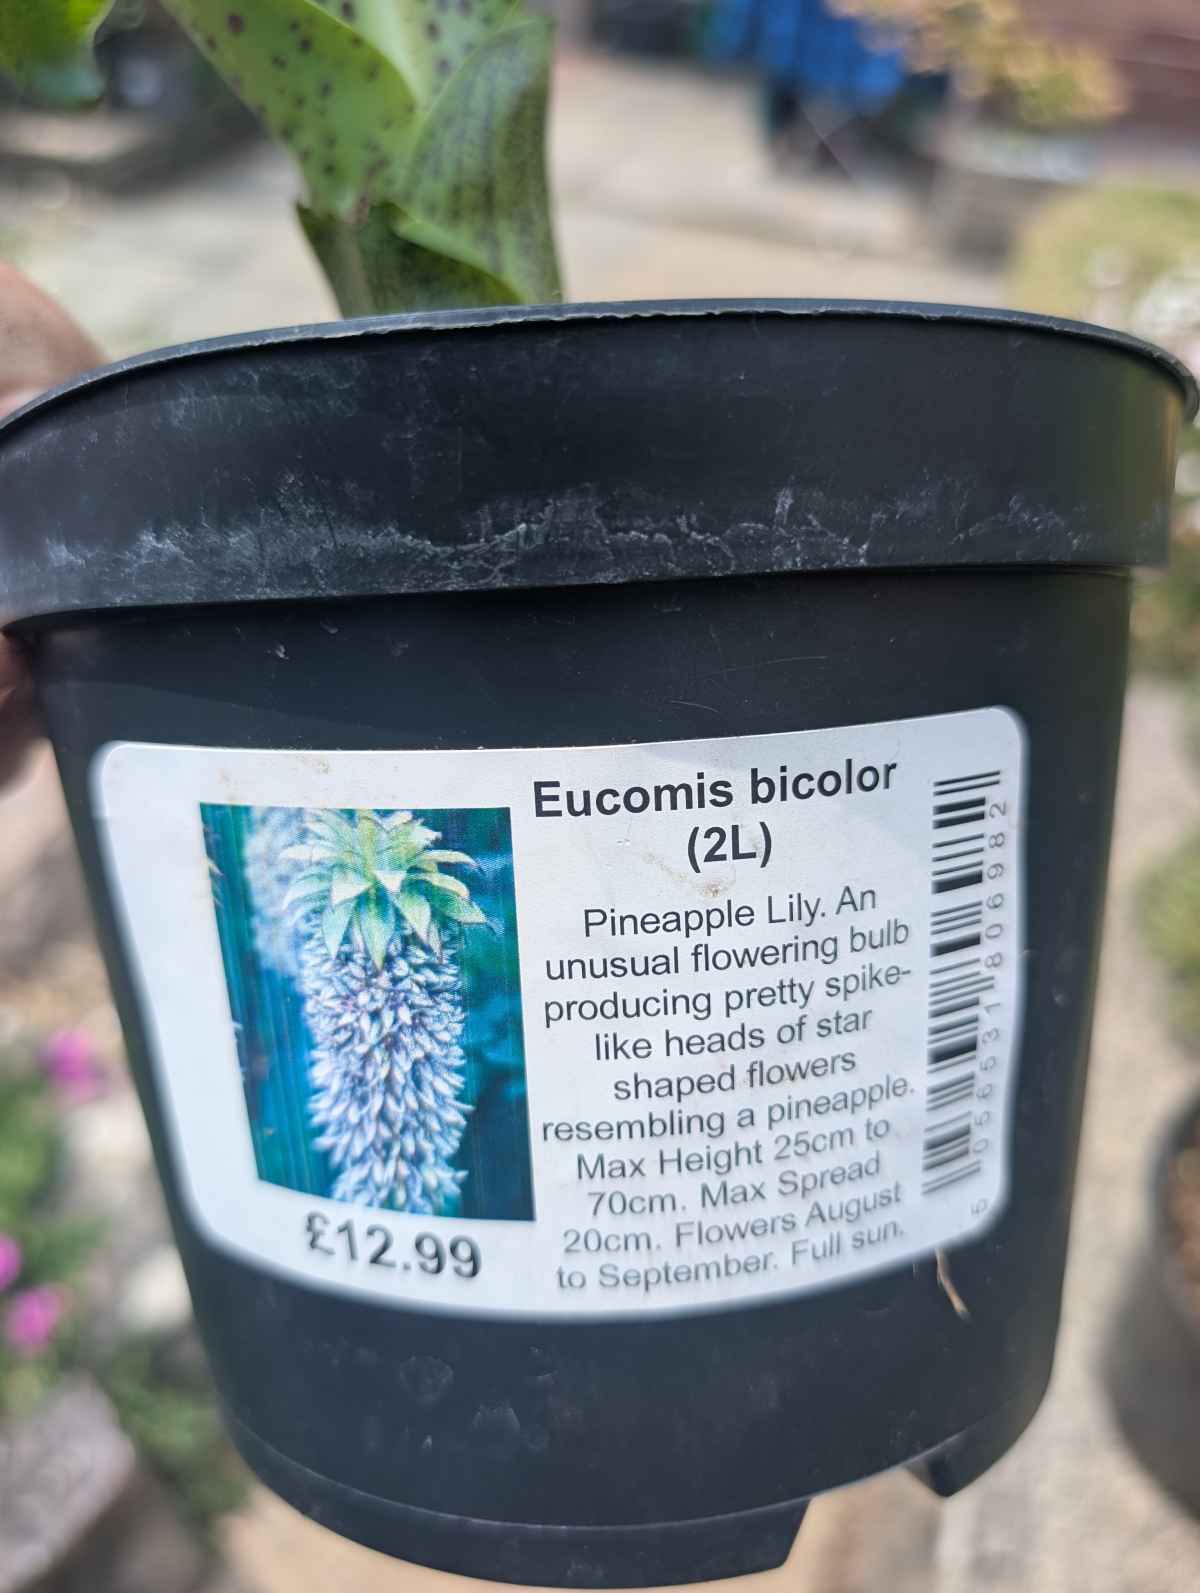 Eucomis bicolor
(2L)
Pineapple Lily. An
unusual flowering bulb
producing pretty spike-
like heads of star
shaped flowers
resembling a pineapple.
Max Height 25cm to
70cm. Max Spread
20cm. Flowers August
to September. Full sun.
£12.99
5 056531 806982